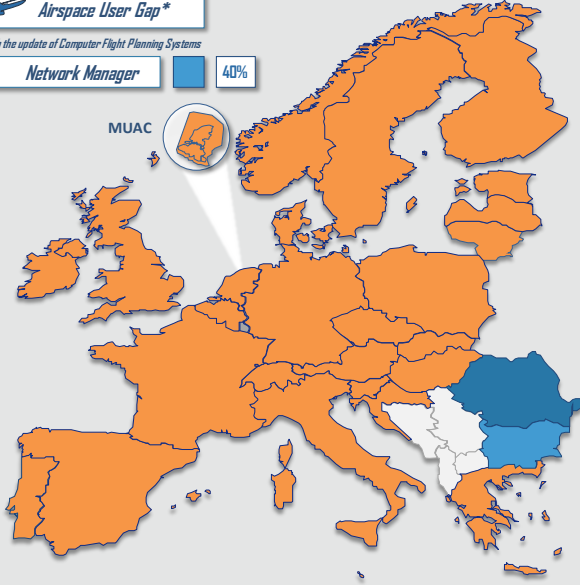 Airspace User Gap*
the update of Computer Flight Planning Systems
Network Manager
40%
MUAC